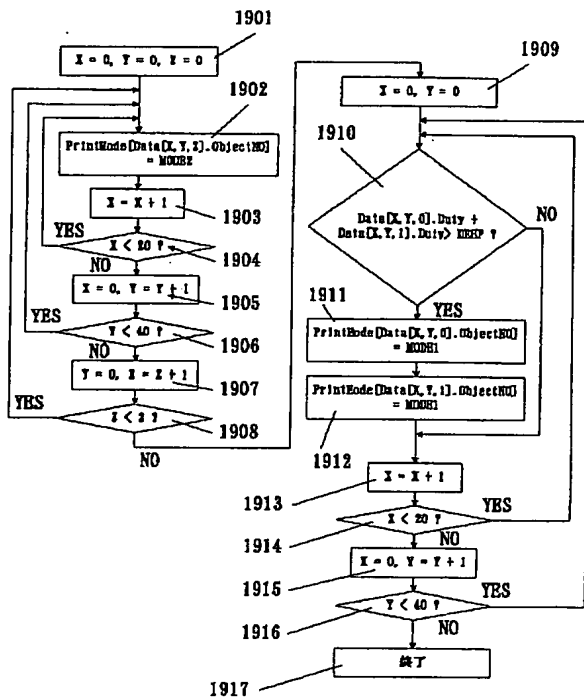 1901
X = 0, Y = 0, Z = 0
1902
PrintMode[Data[X,Y,Z].ObjectNO]
= MODE2
1903
X = X + 1
YES
X < 20 ?
1904
NO
X = 0, Y = Y + 1
1905
YES
Y < 40 ?
1906
NO
Y = 0, Z = Z + 1
1907
YES
Z < 2 ?
1908
NO
1909
X = 0, Y = 0
1910
Data[X,Y,0].Duty +
Data[X,Y,1].Duty> ?
NO
YES
1911
PrintMode[Data[X,Y,0].ObjectNO]
= MODE1
PrintMode[Data[X,Y,1].ObjectNO]
= MODE1
1912
1913
X = X + 1
YES
1914
X < 20 ?
NO
1915
X = 0, Y = Y + 1
YES
1916
Y < 40 ?
NO
1917
終了